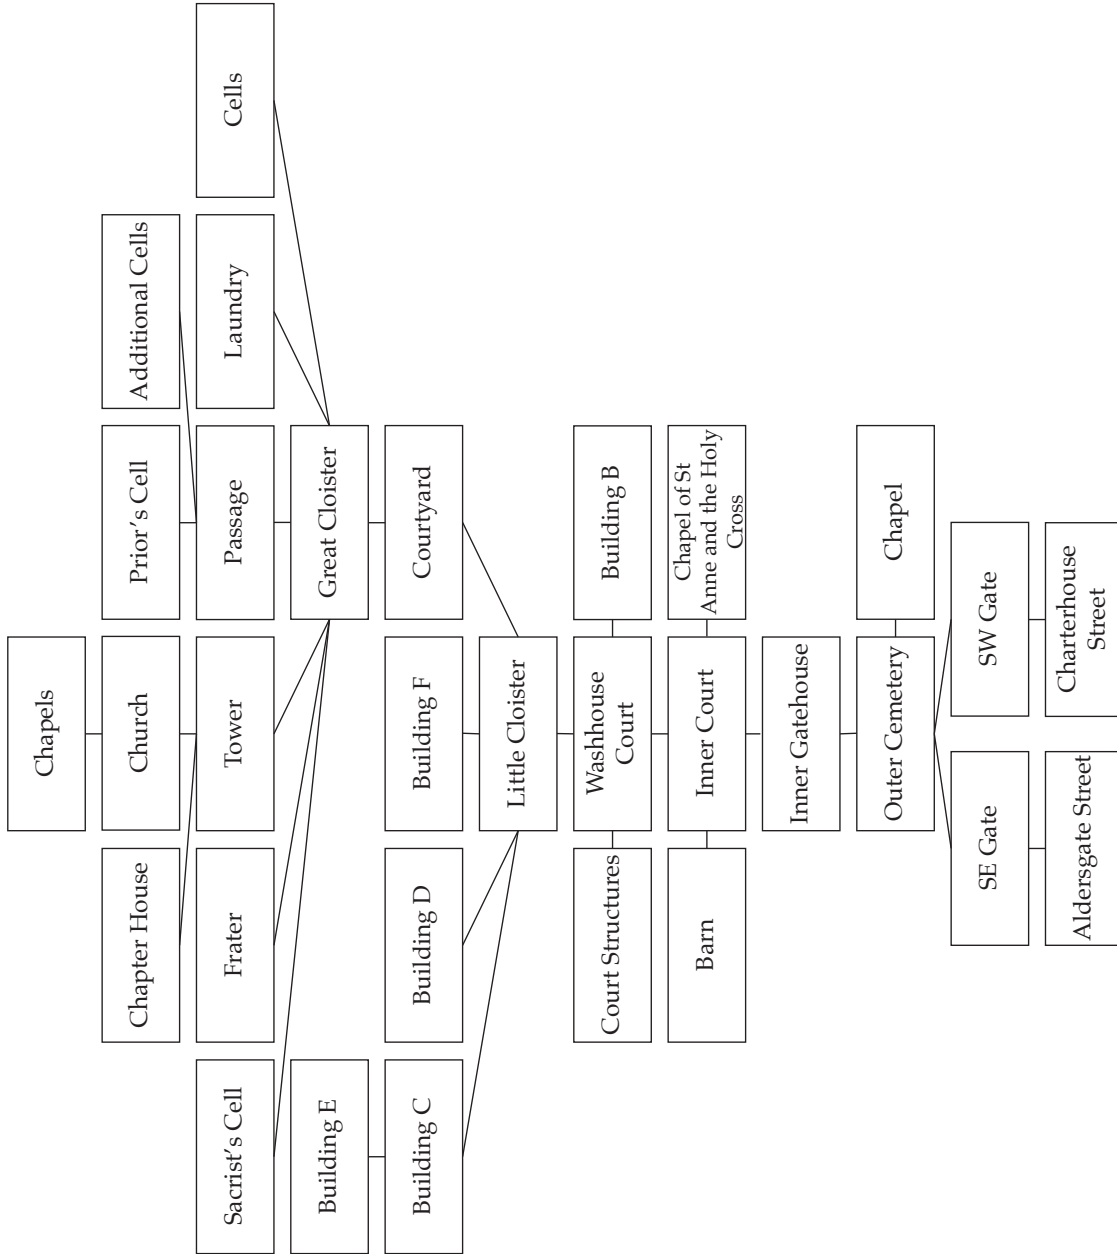 Chapels
Chapter House
Church
Prior's Cell
Additional Cells
Sacrist's Cell
Frater
Tower
Passage
Laundry
Cells
Building E
Great Cloister
Building C
Building D
Building F
Courtyard
Little Cloister
Court Structures
Washhouse
Court
Building B
Barn
Inner Court
Chapel of St
Anne and the Holy
Cross
Inner Gatehouse
Outer Cemetery
Chapel
SE Gate
SW Gate
Aldersgate Street
Charterhouse
Street